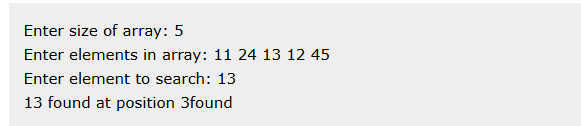 Enter size of array: 5
Enter elements in array: 11 24 13 12 45
Enter element to search: 13
13 found at position 3found